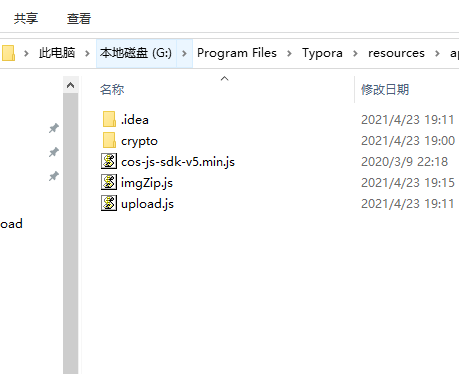 共享 查看
此电脑 本地磁盘 (G:) Program Files Typora resources
名称 修改日期
.idea 2021/4/23 19:11
crypto 2021/4/23 19:00
cos-js-sdk-v5.min.js 2020/3/9 22:18
imgZip.js 2021/4/23 19:15
upload.js 2021/4/23 19:11
oad